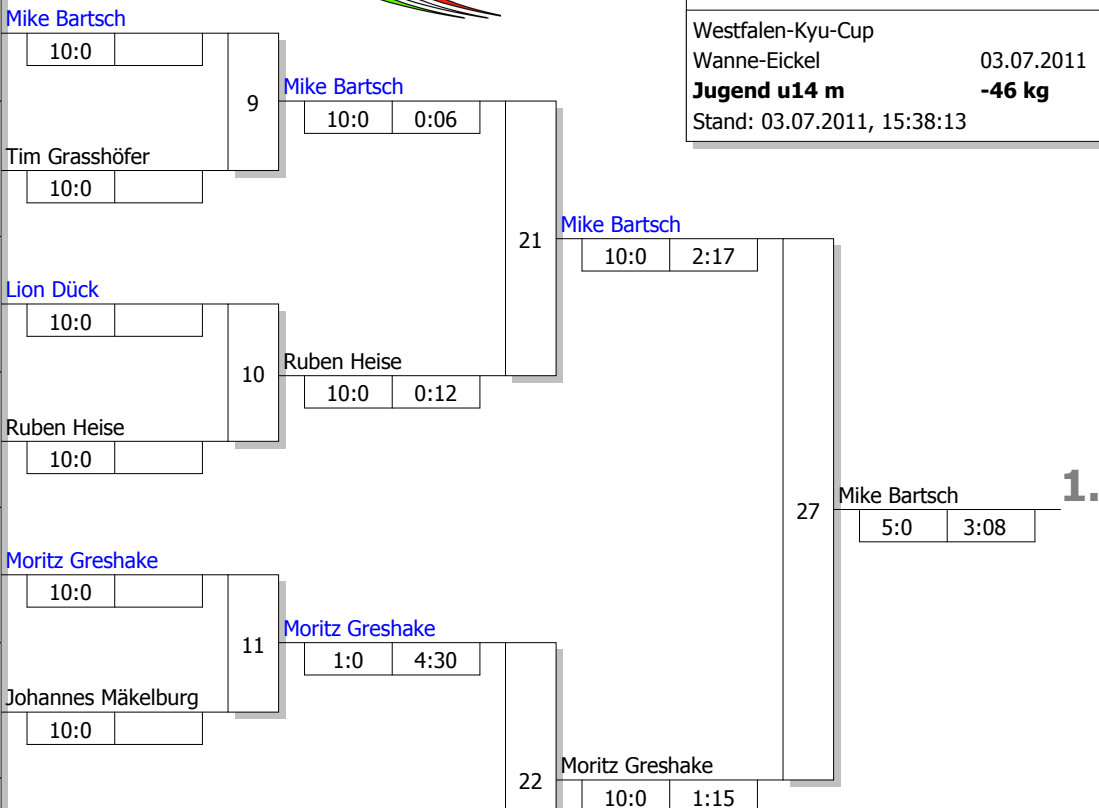 Westfalen-Kyu-Cup
Wanne-Eickel 03.07.2011
Jugend u14 m -46 kg
Stand: 03.07.2011, 15:38:13
Mike Bartsch
10:0
9
Tim Grasshöfer
10:0
Mike Bartsch
10:0 0:06
21
Lion Dück
10:0
10
Ruben Heise
10:0
Ruben Heise
10:0 0:12
Mike Bartsch
10:0 2:17
27
Moritz Greshake
10:0
11
Johannes Mäkelburg
10:0
Moritz Greshake
1:0 4:30
22
Moritz Greshake
10:0 1:15
Mike Bartsch 1.
5:0 3:08